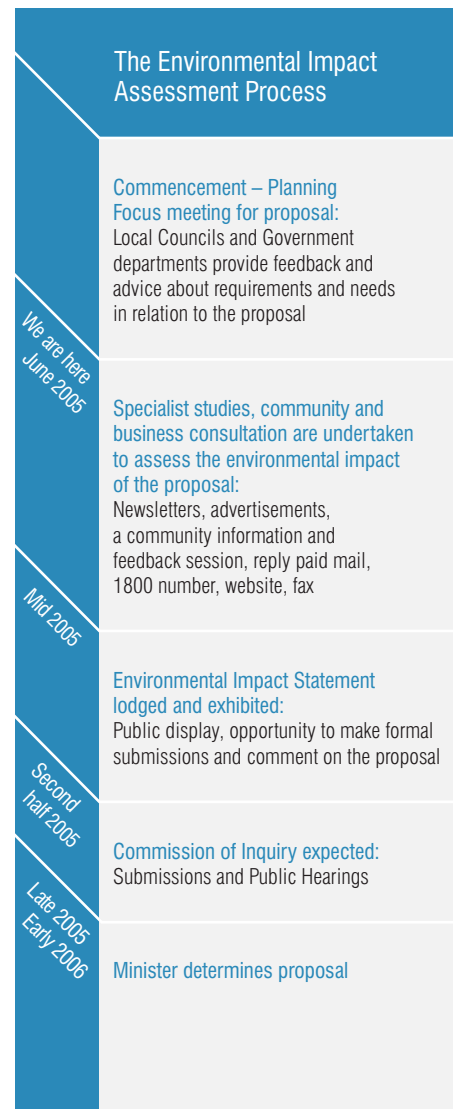 The Environmental Impact
Assessment Process
Commencement – Planning
Focus meeting for proposal:
Local Councils and Government
departments provide feedback and
advice about requirements and needs
in relation to the proposal
We are here
June 2005
Specialist studies, community and
business consultation are undertaken
to assess the environmental impact
of the proposal:
Newsletters, advertisements,
a community information and
feedback session, reply paid mail,
1800 number, website, fax
Mid 2005
Environmental Impact Statement
lodged and exhibited:
Public display, opportunity to make formal
submissions and comment on the proposal
Second
half 2005
Commission of Inquiry expected:
Submissions and Public Hearings
Late 2005
Early 2006
Minister determines proposal